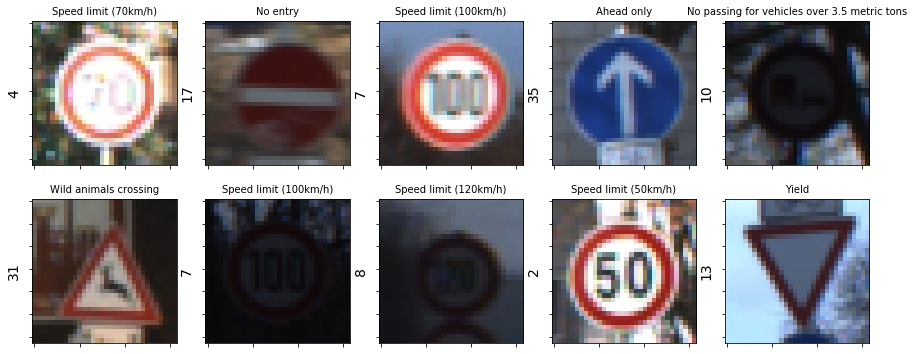 Speed limit (70km/h)
No entry
Speed limit (100km/h)
Ahead only
No passing for vehicles over 3.5 metric tons
4
70
17
7
100
35
10
Wild animals crossing
Speed limit (100km/h)
Speed limit (120km/h)
Speed limit (50km/h)
Yield
31
7
100
8
2
50
13